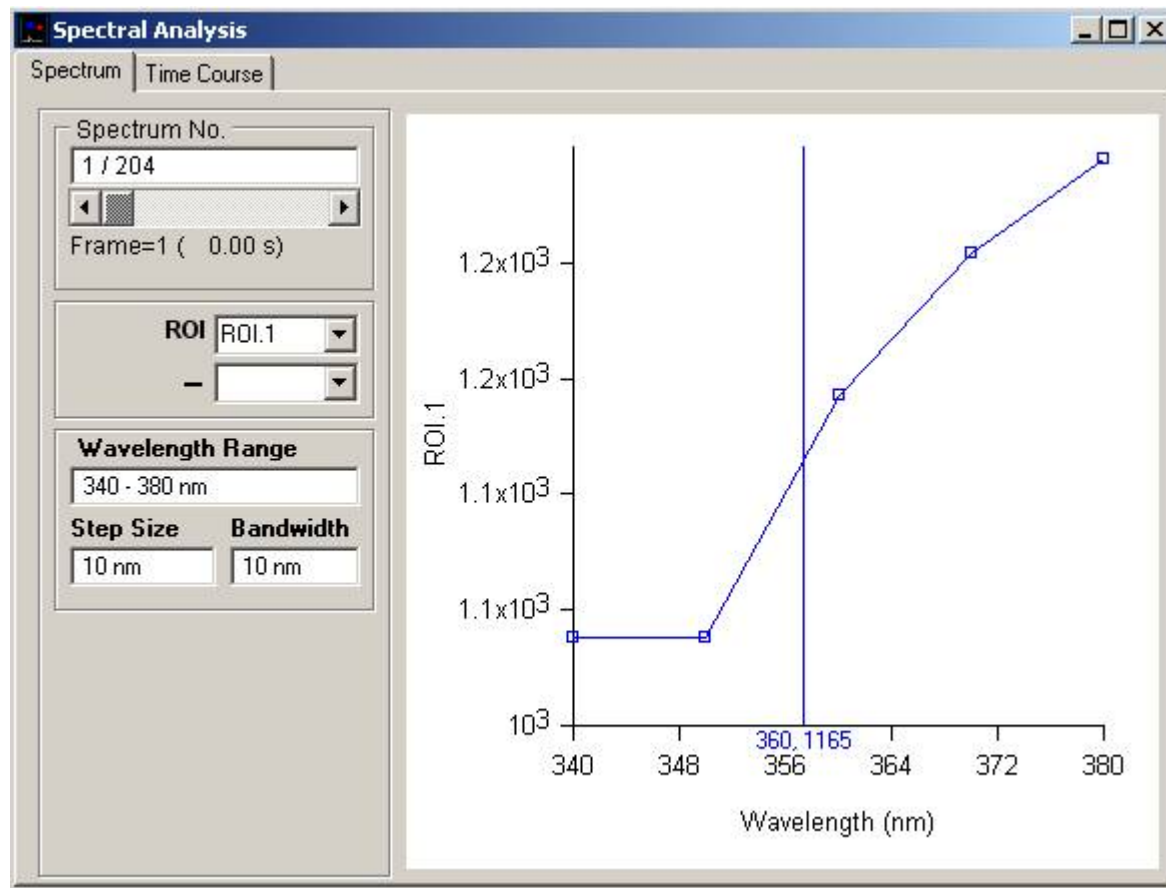 Spectral Analysis
Spectrum
Time Course
Spectrum No.
1 / 204
Frame=1 ( 0.00 s)
ROI
ROI.1
–
Wavelength Range
340 - 380 nm
Step Size
Bandwidth
10 nm
10 nm
ROI.1
1.2x10³
1.2x10³
1.1x10³
1.1x10³
10³
360, 1165
340 348 356 364 372 380
Wavelength (nm)